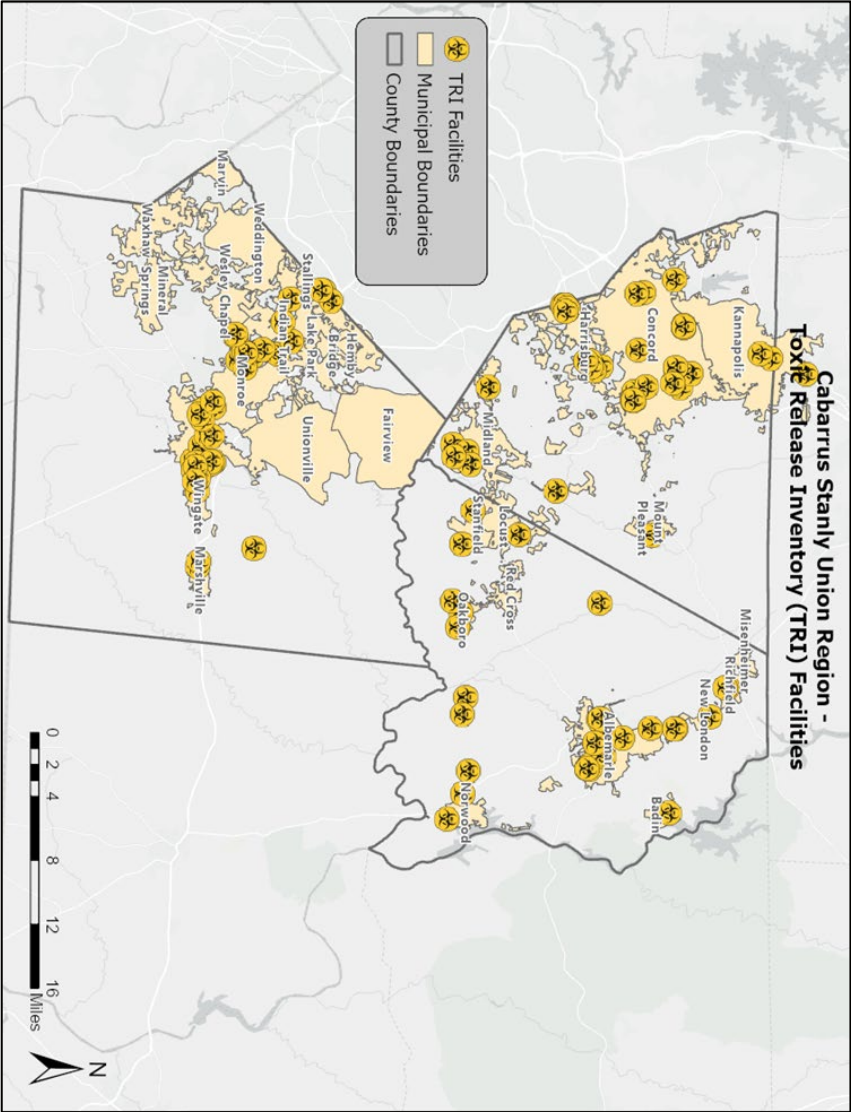 Cabarrus Stanly Union Region -
Toxic Release Inventory (TRI) Facilities
Kannapolis
Concord
Harrisburg
Mount
Pleasant
Midlan
Misenheimer
Richfield
New London
Badin
Albemarle
Locust
Red Cross
Stanfield
Oakboro
Norwood
Fairview
Unionville
Hemby
Bridge
Lake Park
Stallings
Indian Trail
Weddington
Wesley Chapel
Monroe
Marvin
Mineral
Springs
Waxhaw
Wingate
Marshville
TRI Facilities
Municipal Boundaries
County Boundaries
0 2 4 8 12 16
Miles
N